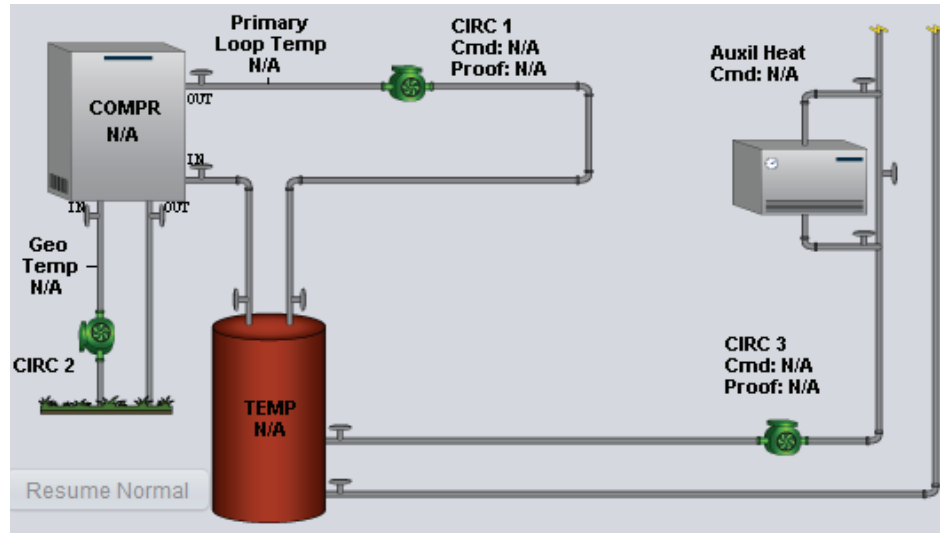 Primary
Loop Temp
N/A
CIRC 1
Cmd: N/A
Proof: N/A
Auxil Heat
Cmd: N/A
COMPR
N/A
OUT
IN
IN
OUT
Geo
Temp
N/A
CIRC 2
CIRC 3
Cmd: N/A
Proof: N/A
TEMP
N/A
Resume Normal